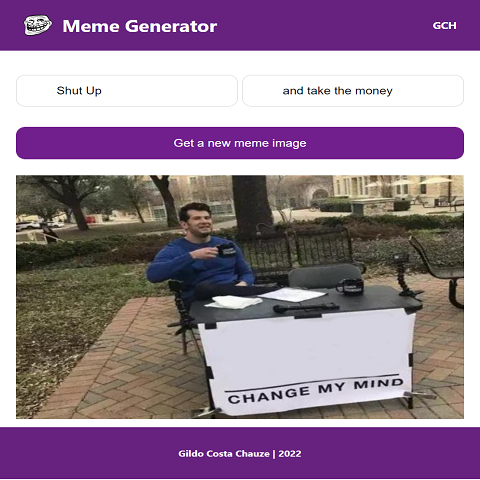 Meme Generator
GCH
Shut Up
and take the money
Get a new meme image
CHANGE MY MIND
Gildo Costa Chauze | 2022